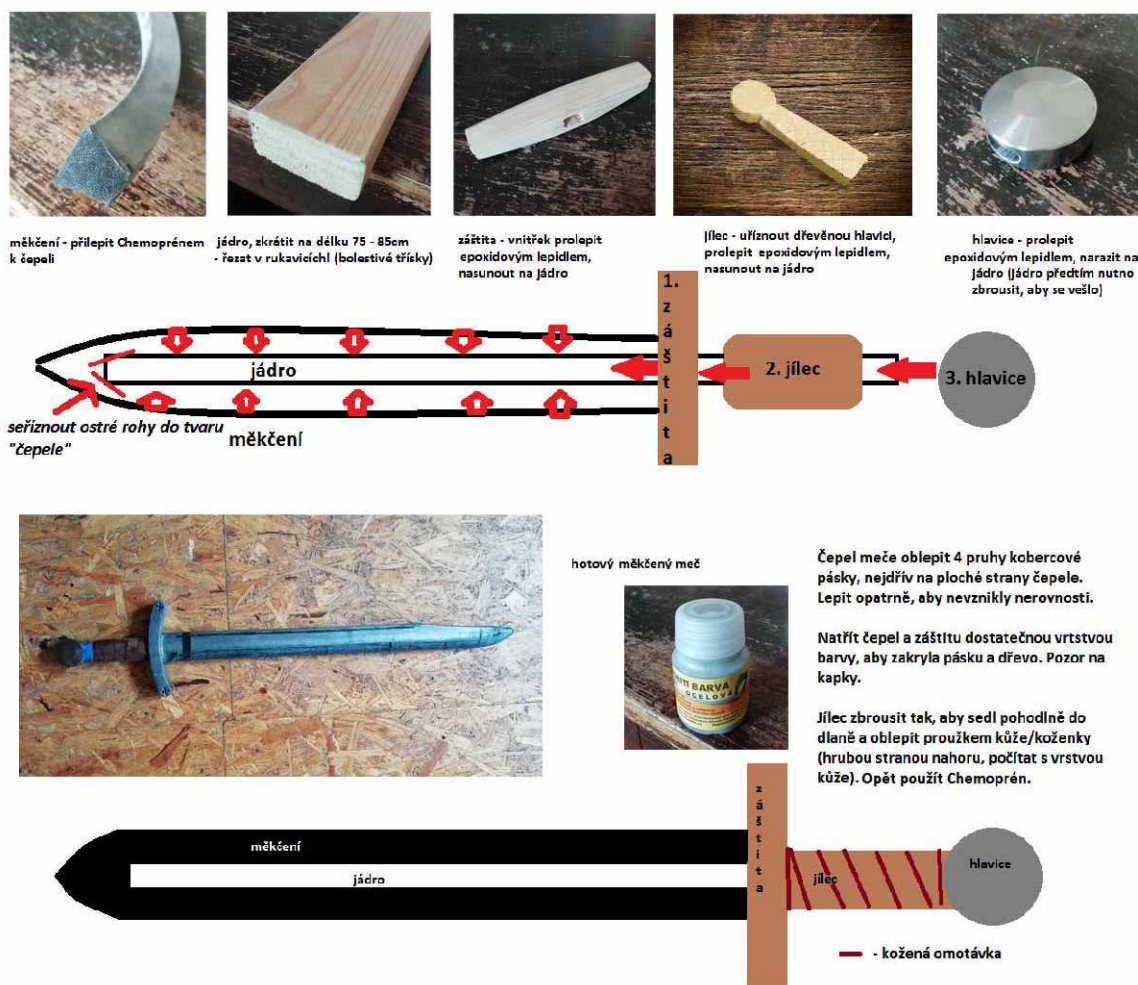 měkčení - přilepit Chemoprénem
k čepeli
jádro, zkrátit na délku 75 - 85cm
- řezat v rukavicíchl (bolestivé třísky)
záštita - vnitřek prolepit
epoxidovým lepidlem,
nasunout na jádro
jílec - uříznout dřevěnou hlavici,
prolepit epoxidovým lepidlem,
nasunout na jádro
hlavice - prolepit
epoxidovým lepidlem, narazit na
jádro (jádro předtím nutno
zbrousit, aby se vešlo)
1. záštita
jádro
2. jílec
3. hlavice
seříznout ostré rohy do tvaru
"čepele"
měkčení
hotový měkčený meč
BARVA
OCELOVÁ
Čepel meče oblepit 4 pruhy kobercové
pásky, nejdřív na ploché strany čepele.
Lepit opatrně, aby nevznikly nerovnosti.
Natřít čepel a záštitu dostatečnou vrtstvou
barvy, aby zakryla pásku a dřevo. Pozor na
kapky.
Jílec zbrousit tak, aby sedl pohodlně do
dlaně a oblepit proužkem kůže/koženky
(hrubou stranou nahoru, počítat s vrstvou
kůže). Opět použít Chemoprén.
záštita
měkčení
jádro
jílec
hlavice
- kožená omotávka